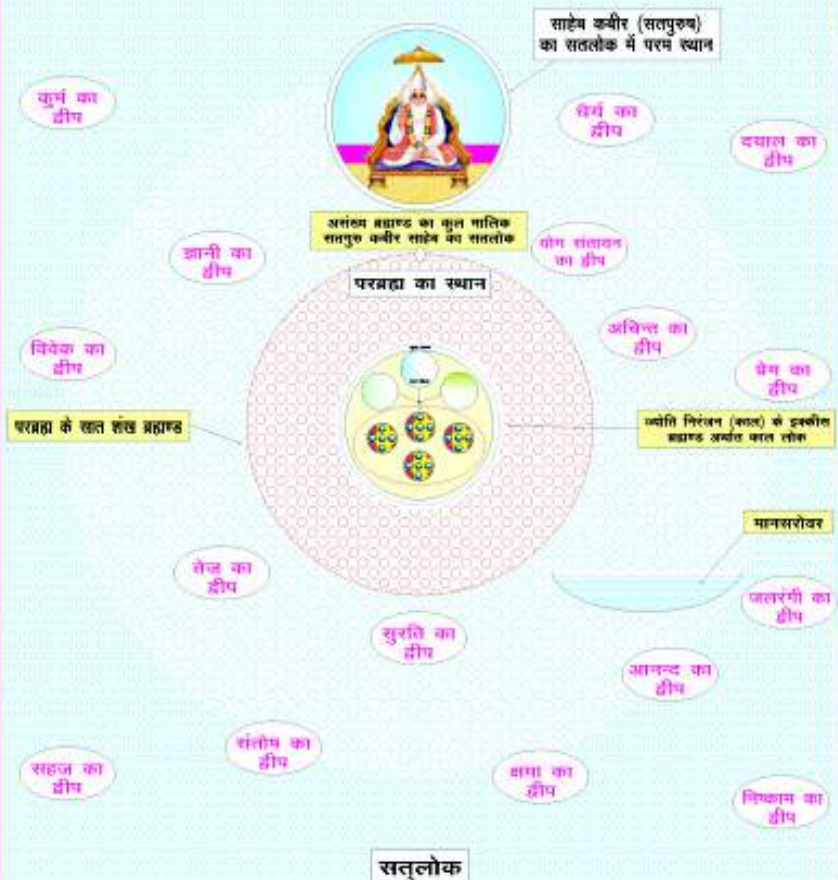 साहेब कबीर (सतपुरुष)
का सतलोक में परम स्थान
कुर्म का
द्वीप
धैर्य का
द्वीप
दयाल का
द्वीप
असंख्य ब्रह्माण्ड का कुल मालिक
सतगुरु कबीर साहेब का सतलोक
ज्ञानी का
द्वीप
योग संतायन
का द्वीप
परब्रह्म का स्थान
अचिन्त का
द्वीप
विवेक का
द्वीप
प्रेम का
द्वीप
परब्रह्म के सात शंख ब्रह्माण्ड
ज्योति निरंजन (काल) के इक्कीस
ब्रह्माण्ड अर्थात काल लोक
मानसरोवर
तेज का
द्वीप
जलरंगी का
द्वीप
सुरति का
द्वीप
आनन्द का
द्वीप
संतोष का
द्वीप
सहज का
द्वीप
क्षमा का
द्वीप
निष्काम का
द्वीप
सत्‌लोक